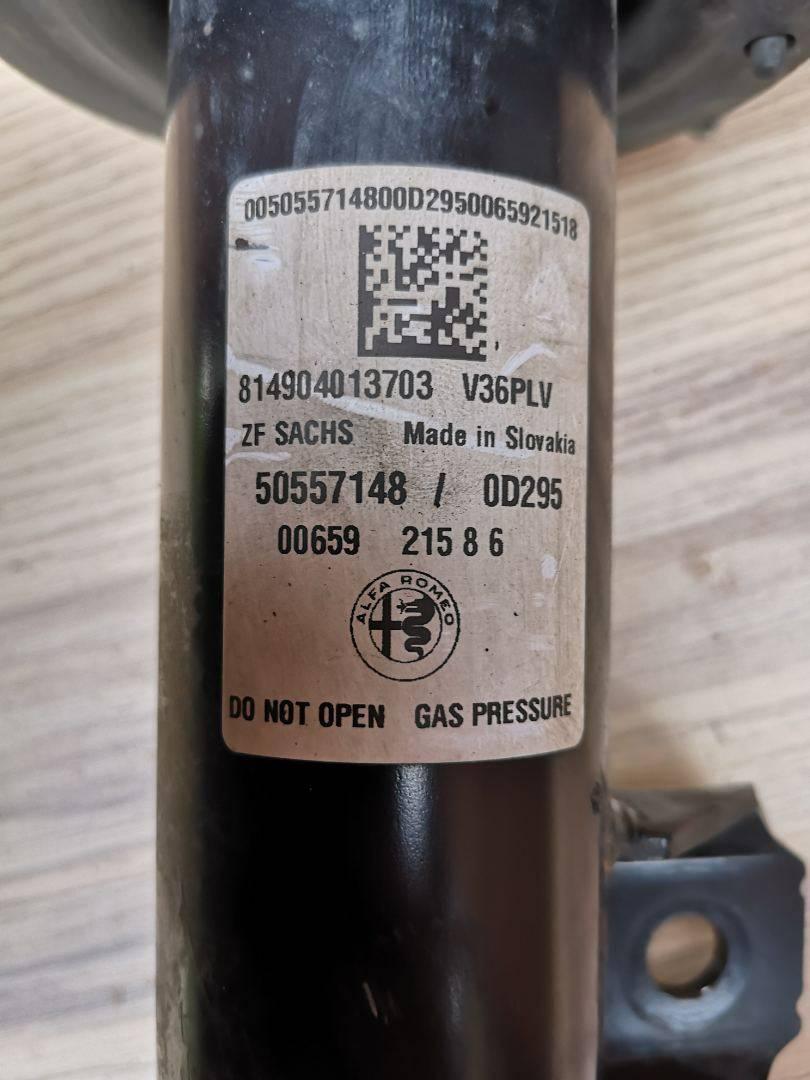 005055714800D2950065921518
814904013703 V36PLV
ZF SACHS Made in Slovakia
50557148 / 0D295
00659 215 8 6
ALFA ROMEO
DO NOT OPEN GAS PRESSURE